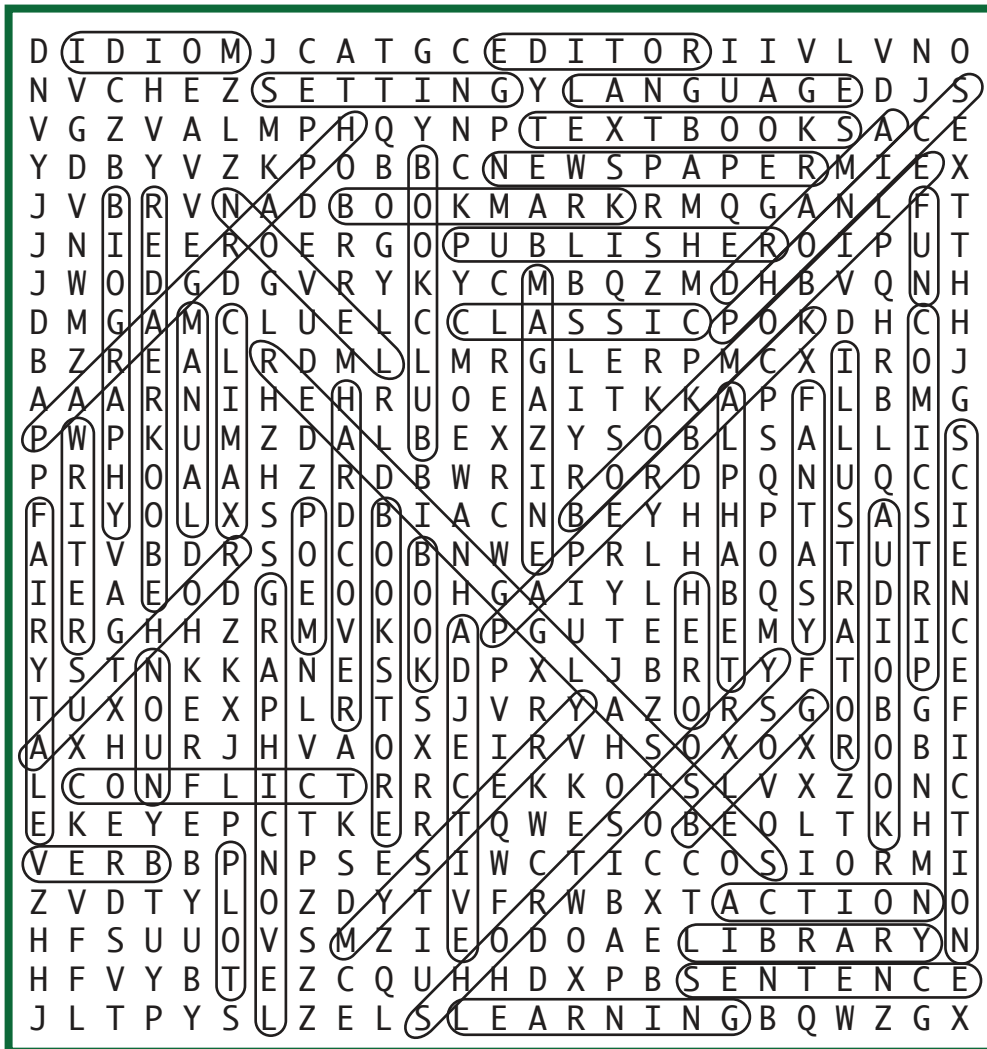 D I D I O M J C A T G C E D I T O R I I V L V N O
N V C H E Z S E T T I N G Y L A N G U A G E D J S
V G Z V A L M P H Q Y N P T E X T B O O K S A C E
Y D B Y V Z K P O B B C N E W S P A P E R M I E X
J V B R V N A D B O O K M A R K R M Q G A N L F T
J N I E E R O E R G O P U B L I S H E R O I P U T
J W O D G D G V R Y K Y C M B Q Z M D H B V Q N H
D M G A M C L U E L C C L A S S I C P O K D H C H
B Z R E A L R D M L L M R G L E R P M C X I R O J
A A A R N I H E H R U O E A I T K K A P F L B M G
P W P K U M Z D A L B E X Z Y S O B L S A L L I S
P R H O A A H Z R D B W R I R O R D P Q N U Q C C
F I Y O L X S P D B I A C N B E Y H H P T S A S I
A T V B D R S O C O B N W E P R L H A O A T U T E
I E A E O D G E O O O H G A I Y L H B Q S R D R N
R R G H H Z R M V K O A P G U T E E E M Y A I I C
Y S T N K K A N E S K D P X L J B R T Y F T O P E
T U X O E X P L R T S J V R Y A Z O R S G O B G F
A X H U R J H V A O X E I R V H S O X O X R O B I
L C O N F L I C T R R C E K K O T S L V X Z O N C
E K E Y E P C T K E R T Q W E S O B E O L T K H T
V E R B B P N P S E S I W C T I C C O S I O R M I
Z V D T Y L O Z D Y T V F R W B X T A C T I O N O
H F S U U O V S M Z I E O D O A E L I B R A R Y N
H F V Y B T E Z C Q U H H D X P B S E N T E N C E
J L T P Y S L Z E L S L E A R N I N G B Q W Z G X